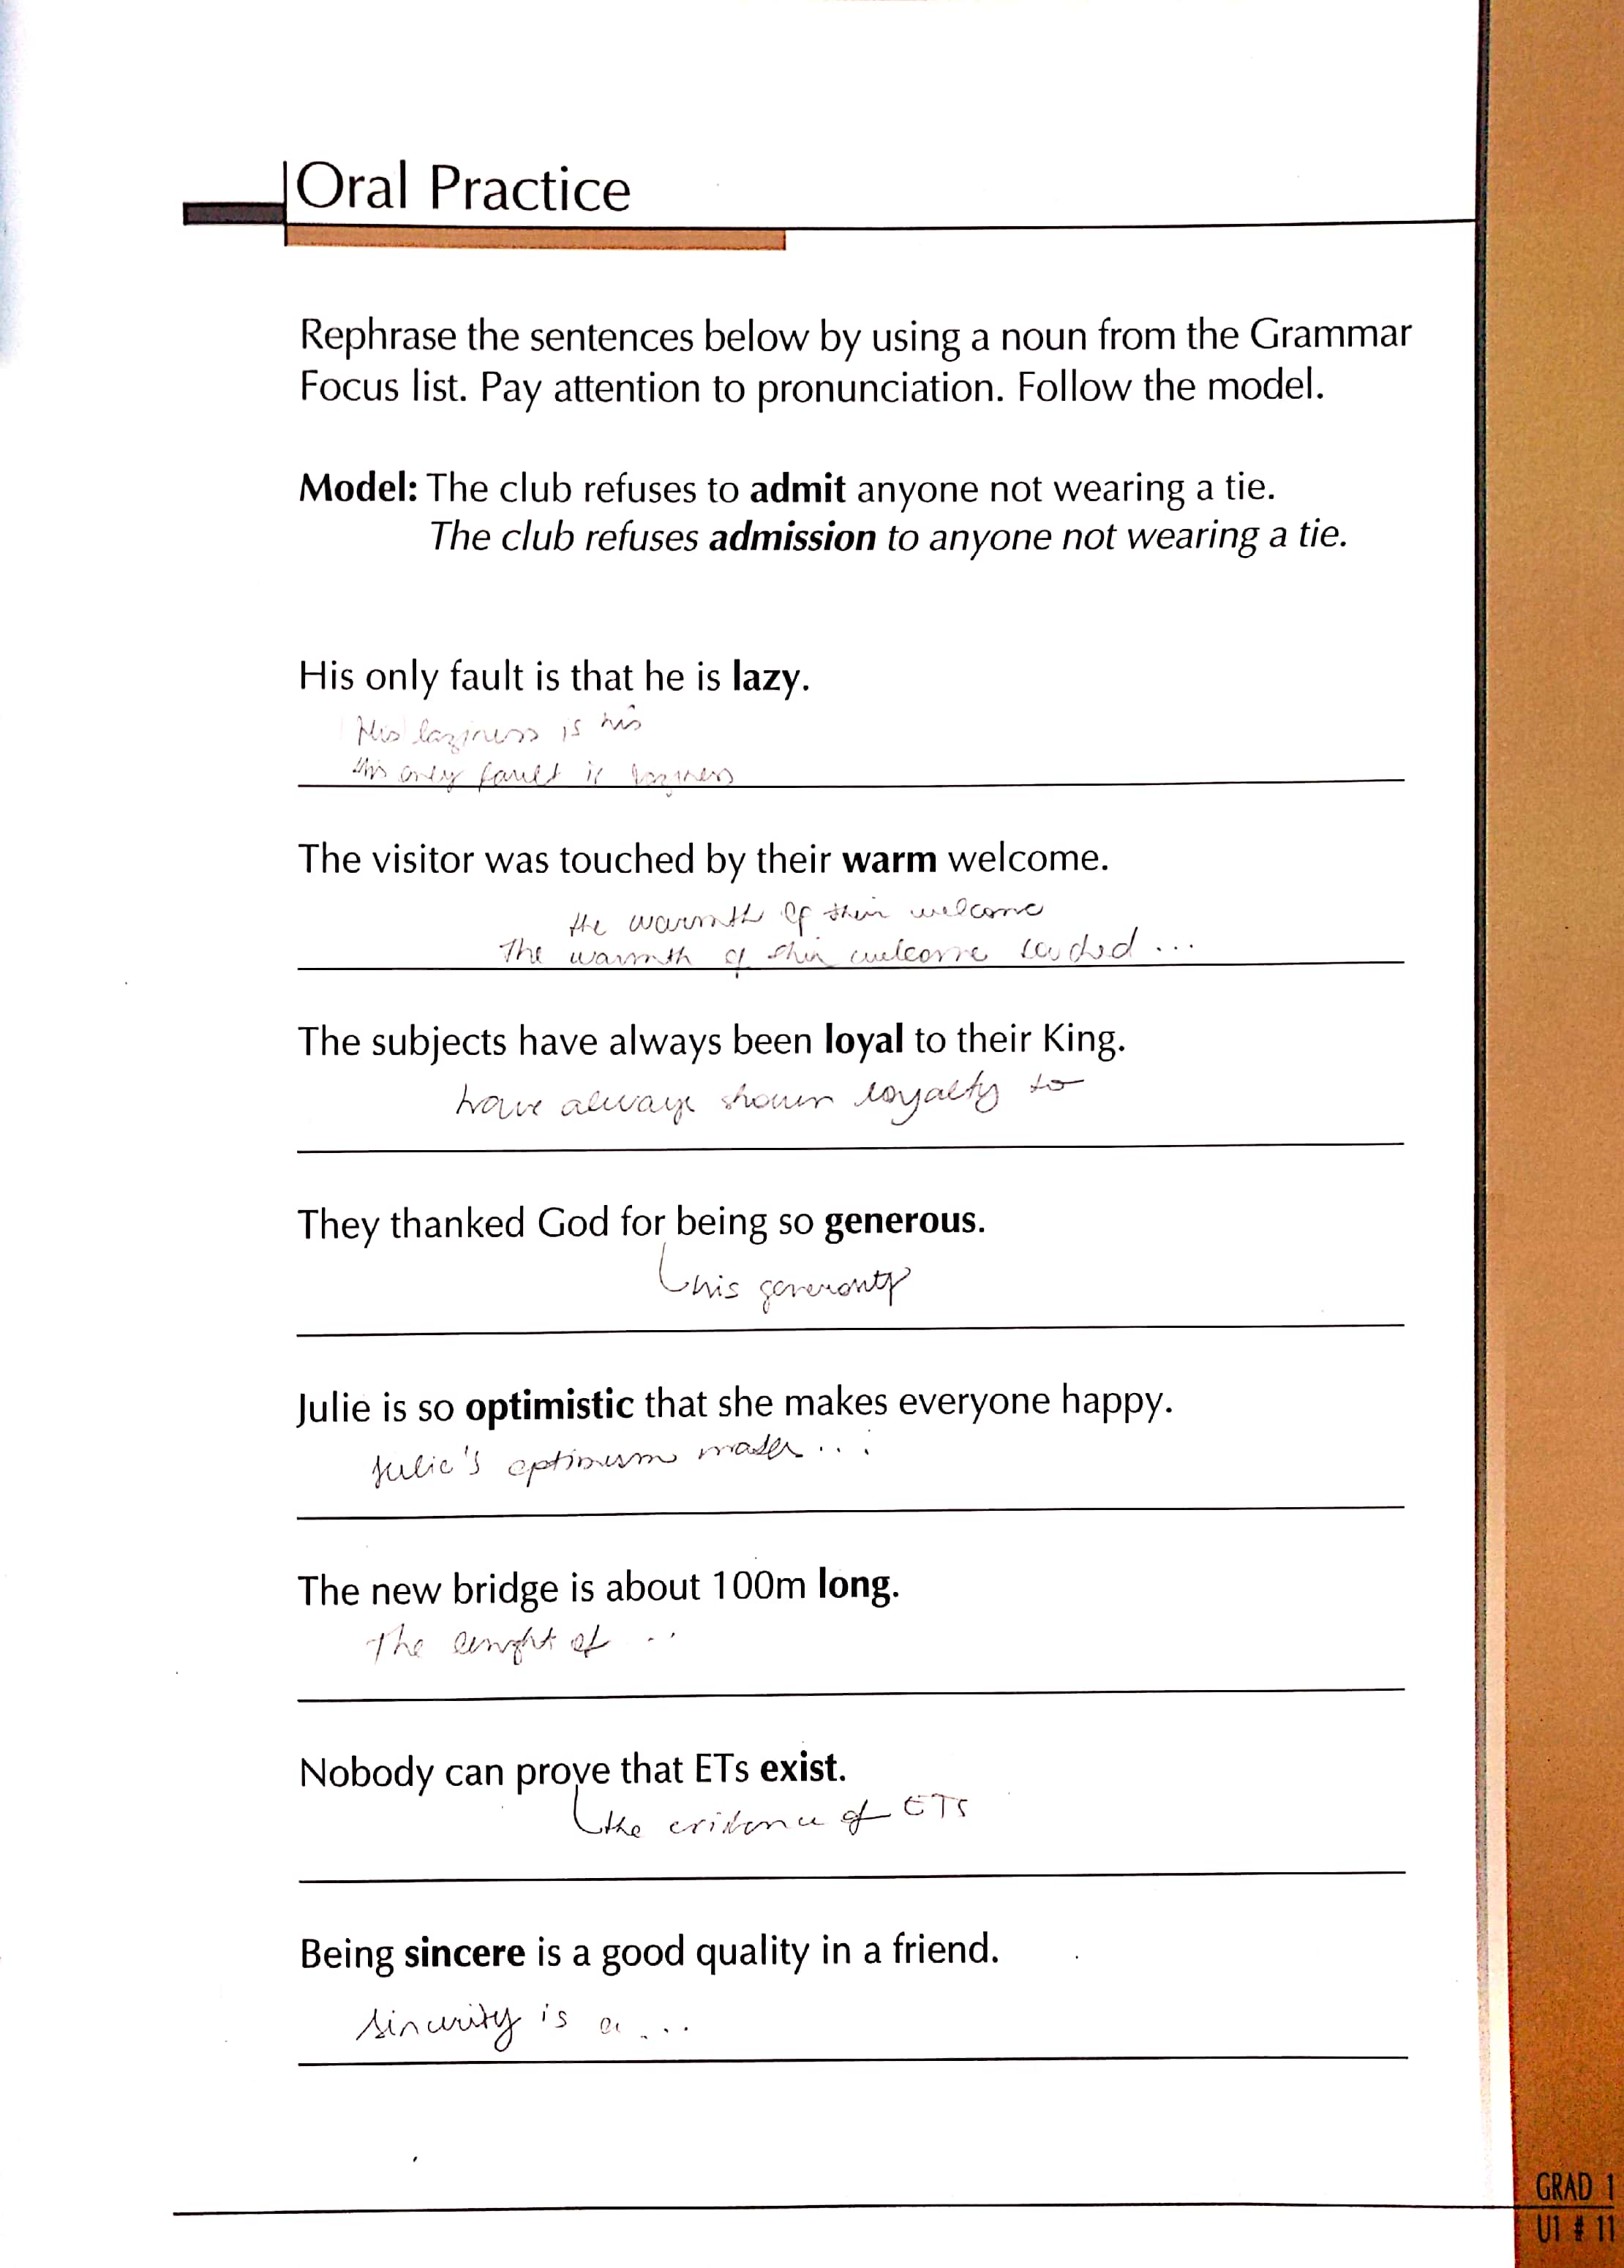 Oral Practice
Rephrase the sentences below by using a noun from the Grammar
Focus list. Pay attention to pronunciation. Follow the model.
Model: The club refuses to admit anyone not wearing a tie.
The club refuses admission to anyone not wearing a tie.
His only fault is that he is lazy.
His laziness is his
His only fault is laziness
The visitor was touched by their warm welcome.
the warmth of their welcome
The warmth of their welcome ...
The subjects have always been loyal to their King.
have always shown loyalty to
They thanked God for being so generous.
his generosity
Julie is so optimistic that she makes everyone happy.
Julie's optimism makes ...
The new bridge is about 100m long.
The of ..
Nobody can prove that ETs exist.
the of ETs
Being sincere is a good quality in a friend.
Sincerity is a ...
GRAD 1
U1 # 11